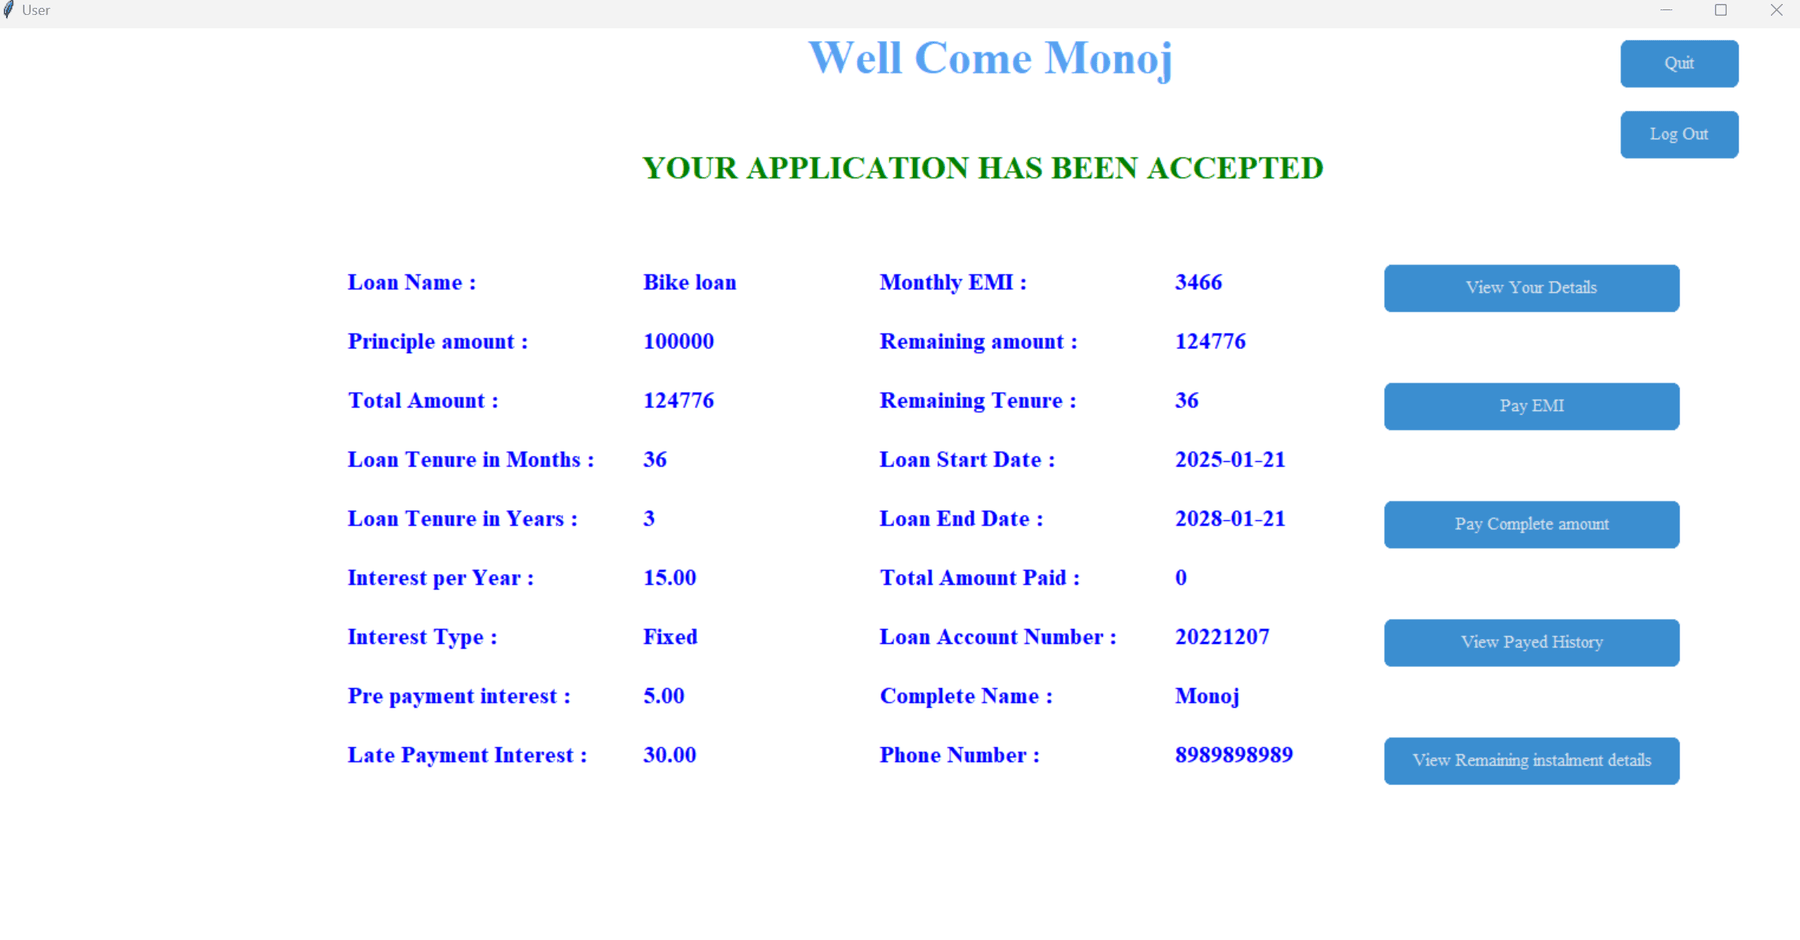 User
Well Come Monoj
Quit
Log Out
YOUR APPLICATION HAS BEEN ACCEPTED
Loan Name : Bike loan Monthly EMI : 3466 View Your Details
Principle amount : 100000 Remaining amount : 124776
Total Amount : 124776 Remaining Tenure : 36 Pay EMI
Loan Tenure in Months : 36 Loan Start Date : 2025-01-21
Loan Tenure in Years : 3 Loan End Date : 2028-01-21 Pay Complete amount
Interest per Year : 15.00 Total Amount Paid : 0
Interest Type : Fixed Loan Account Number : 20221207 View Payed History
Pre payment interest : 5.00 Complete Name : Monoj
Late Payment Interest : 30.00 Phone Number : 8989898989 View Remaining instalment details